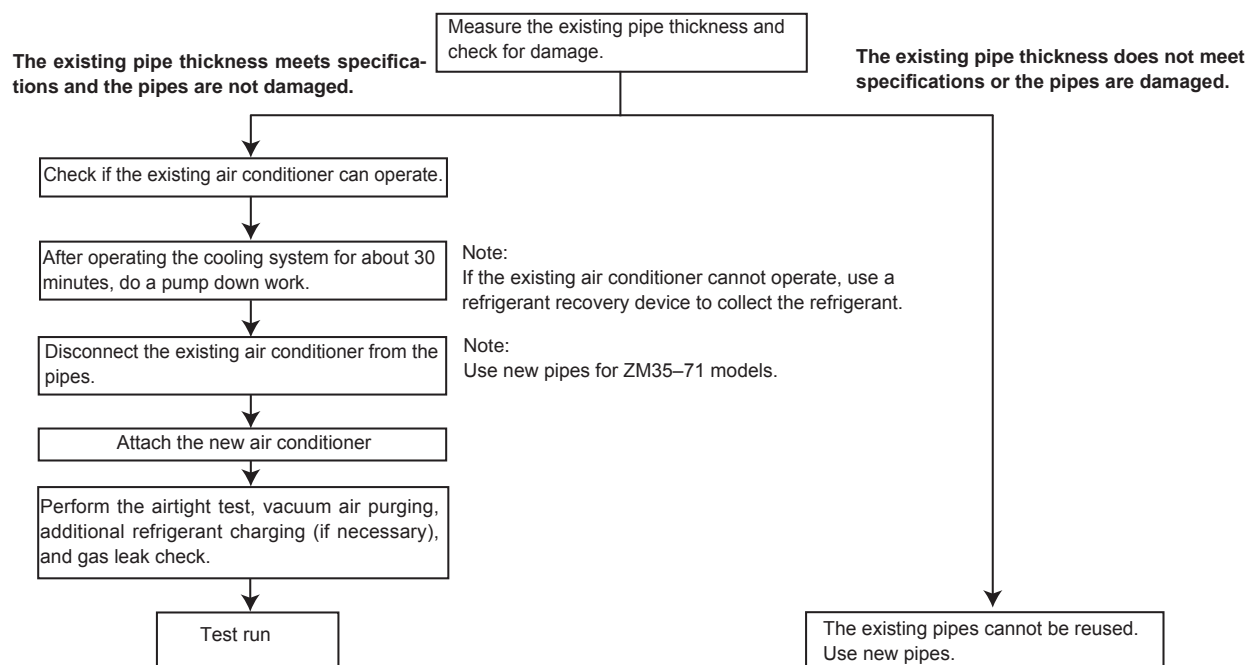 Measure the existing pipe thickness and
check for damage.
The existing pipe thickness meets specifica-
tions and the pipes are not damaged.
The existing pipe thickness does not meet
specifications or the pipes are damaged.
Check if the existing air conditioner can operate.
After operating the cooling system for about 30
minutes, do a pump down work.
Note:
If the existing air conditioner cannot operate, use a
refrigerant recovery device to collect the refrigerant.
Disconnect the existing air conditioner from the
pipes.
Note:
Use new pipes for ZM35–71 models.
Attach the new air conditioner
Perform the airtight test, vacuum air purging,
additional refrigerant charging (if necessary),
and gas leak check.
Test run
The existing pipes cannot be reused.
Use new pipes.